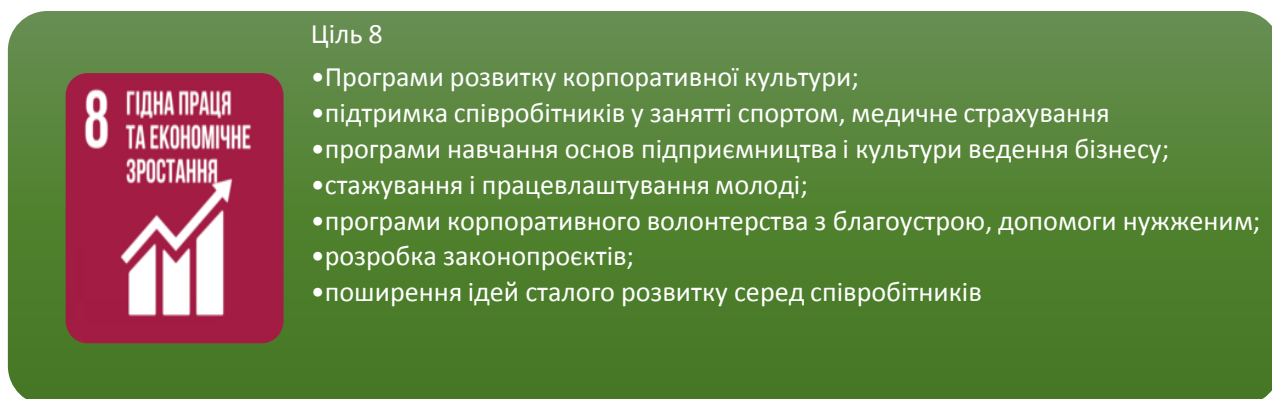 Ціль 8
8 ГІДНА ПРАЦЯ
ТА ЕКОНОМІЧНЕ
ЗРОСТАННЯ
•Програми розвитку корпоративної культури;
•підтримка співробітників у занятті спортом, медичне страхування
•програми навчання основ підприємництва і культури ведення бізнесу;
•стажування і працевлаштування молоді;
•програми корпоративного волонтерства з благоустрою, допомоги нужженим;
•розробка законопроєктів;
•поширення ідей сталого розвитку серед співробітників